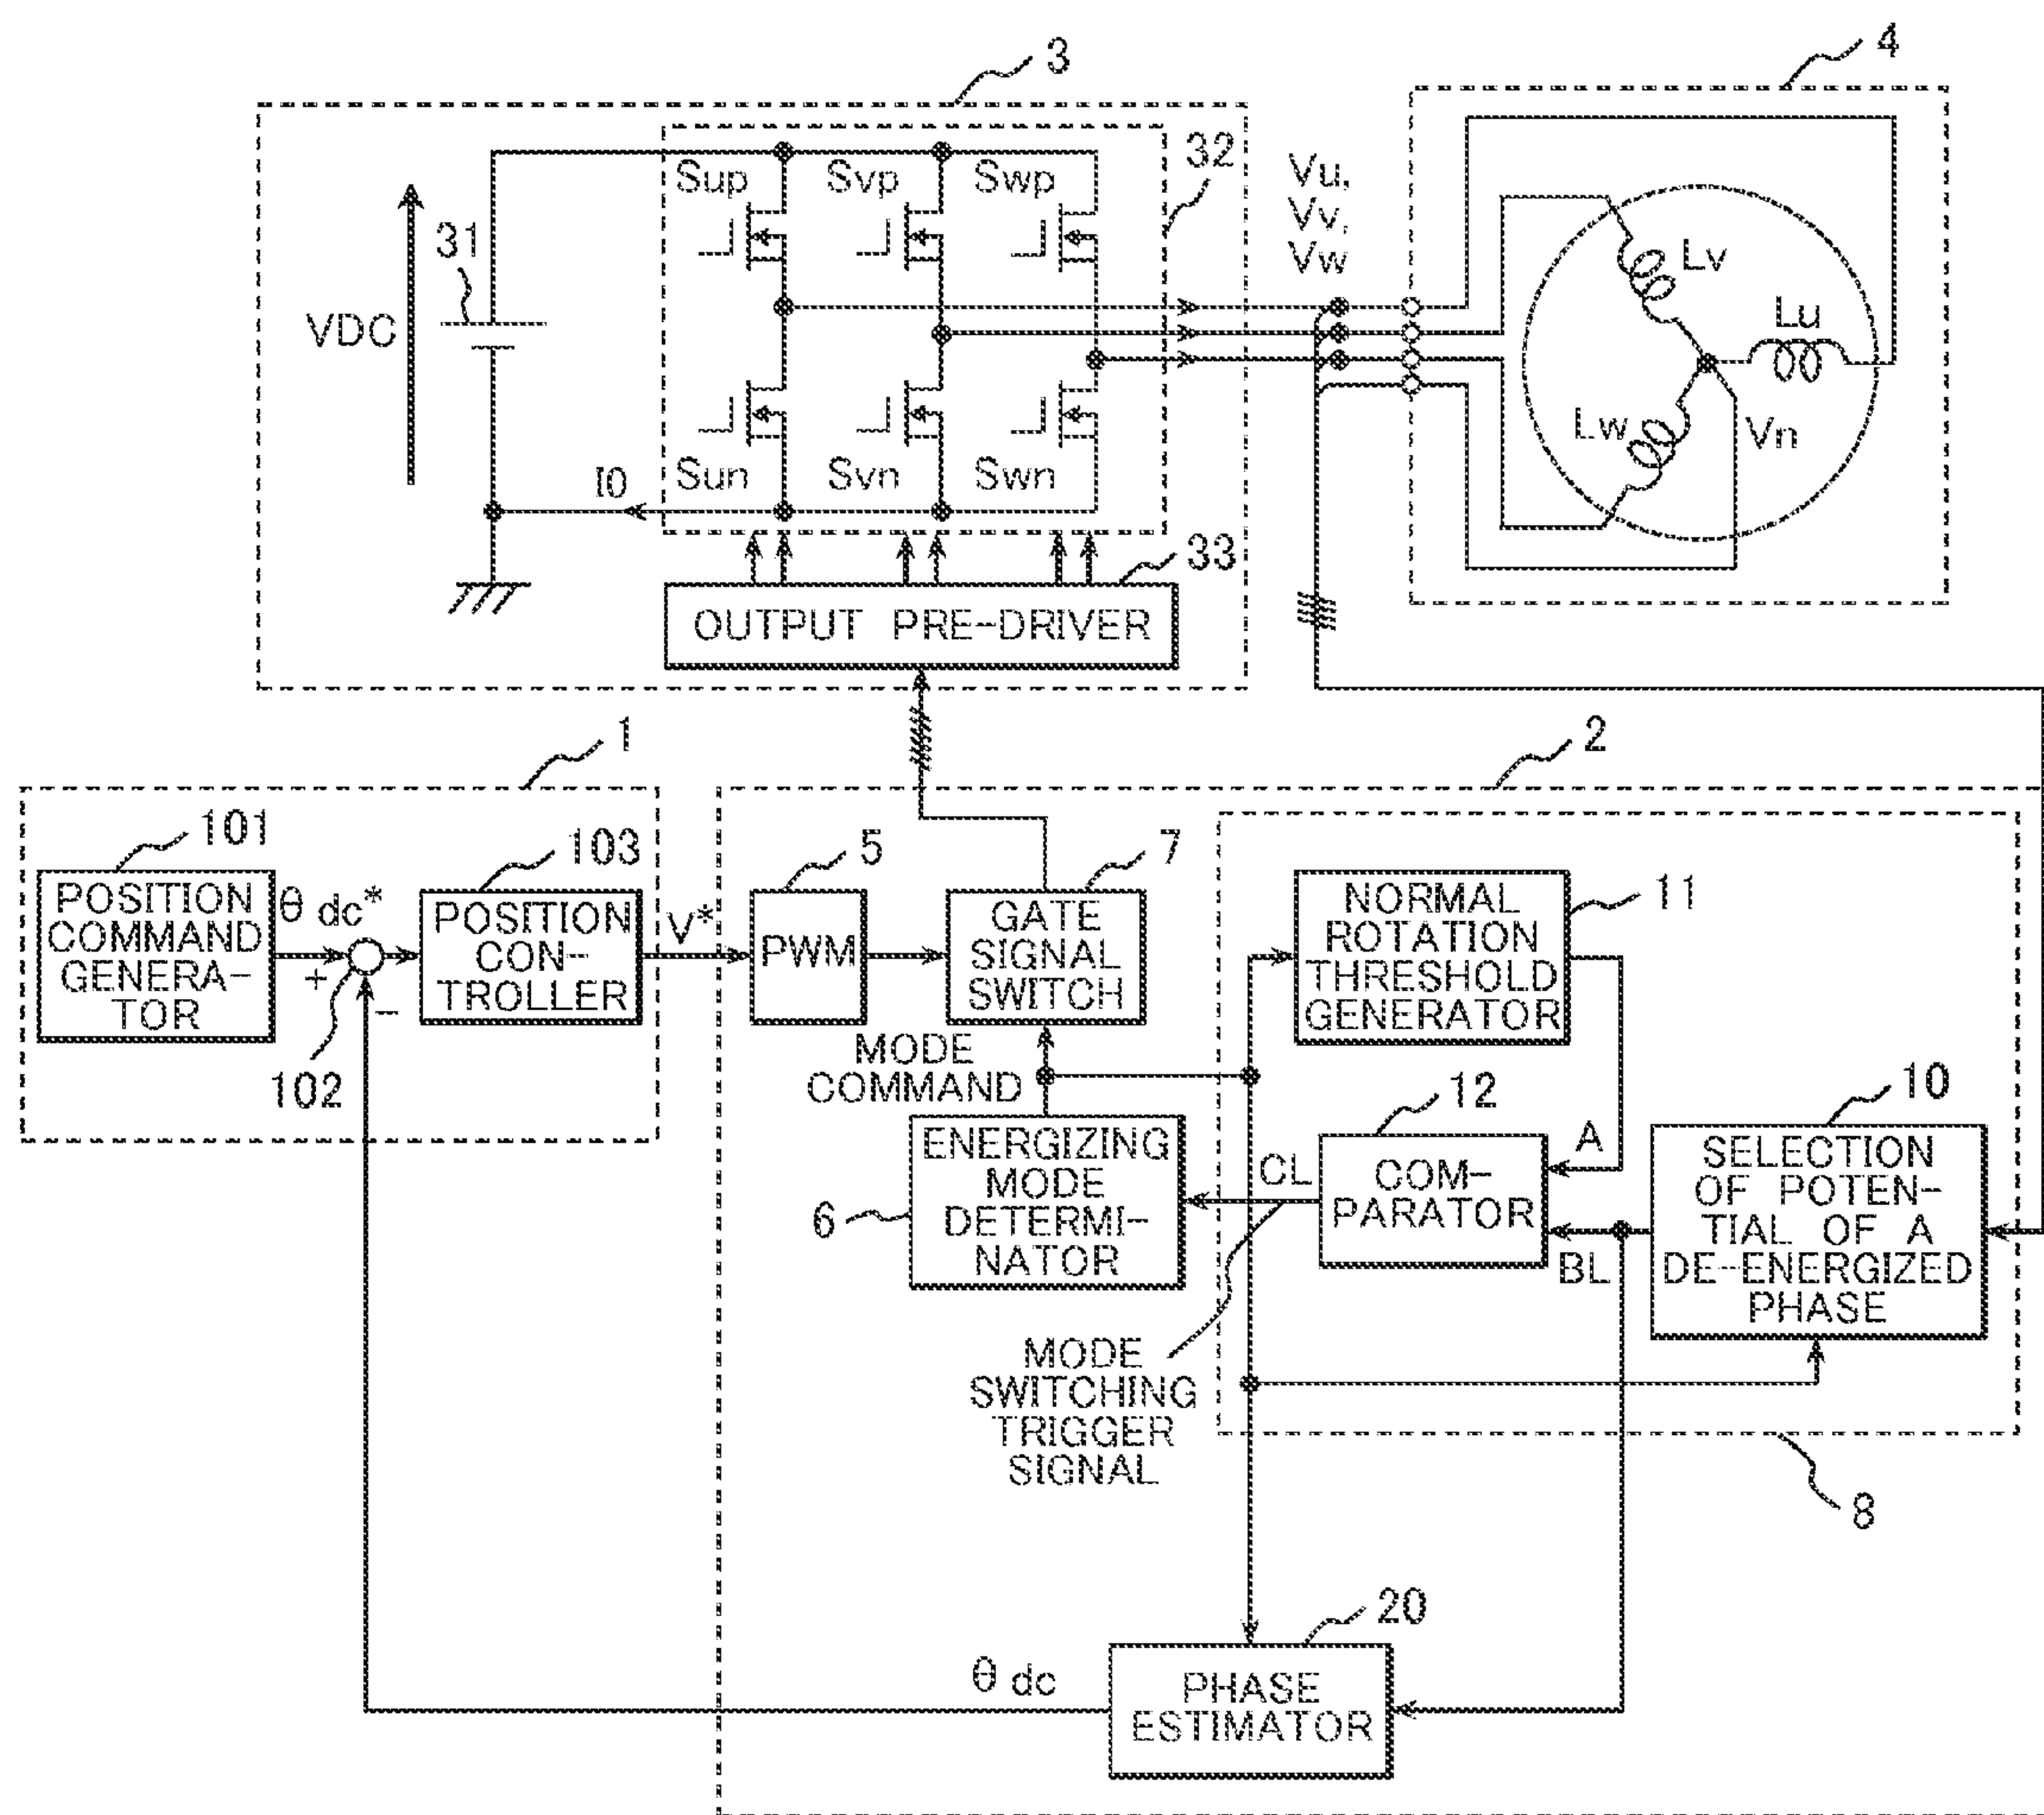 3
4
32
Sup
Svp
Swp
Vu,
Vv,
Vw
31
VDC
Lv
Lu
Lw
Vn
Sun
Svn
Swn
I0
33
OUTPUT PRE-DRIVER
1
2
101
103
5
7
POSITION
COMMAND
GENERA-
TOR
θ dc*
+
-
102
POSITION
CON-
TROLLER
V*
PWM
GATE
SIGNAL
SWITCH
NORMAL
ROTATION
THRESHOLD
GENERATOR
11
MODE
COMMAND
12
10
A
ENERGIZING
MODE
DETERMI-
NATOR
6
CL
COM-
PARATOR
BL
SELECTION
OF POTEN-
TIAL OF A
DE-ENERGIZED
PHASE
MODE
SWITCHING
TRIGGER
SIGNAL
8
20
θ dc
PHASE
ESTIMATOR